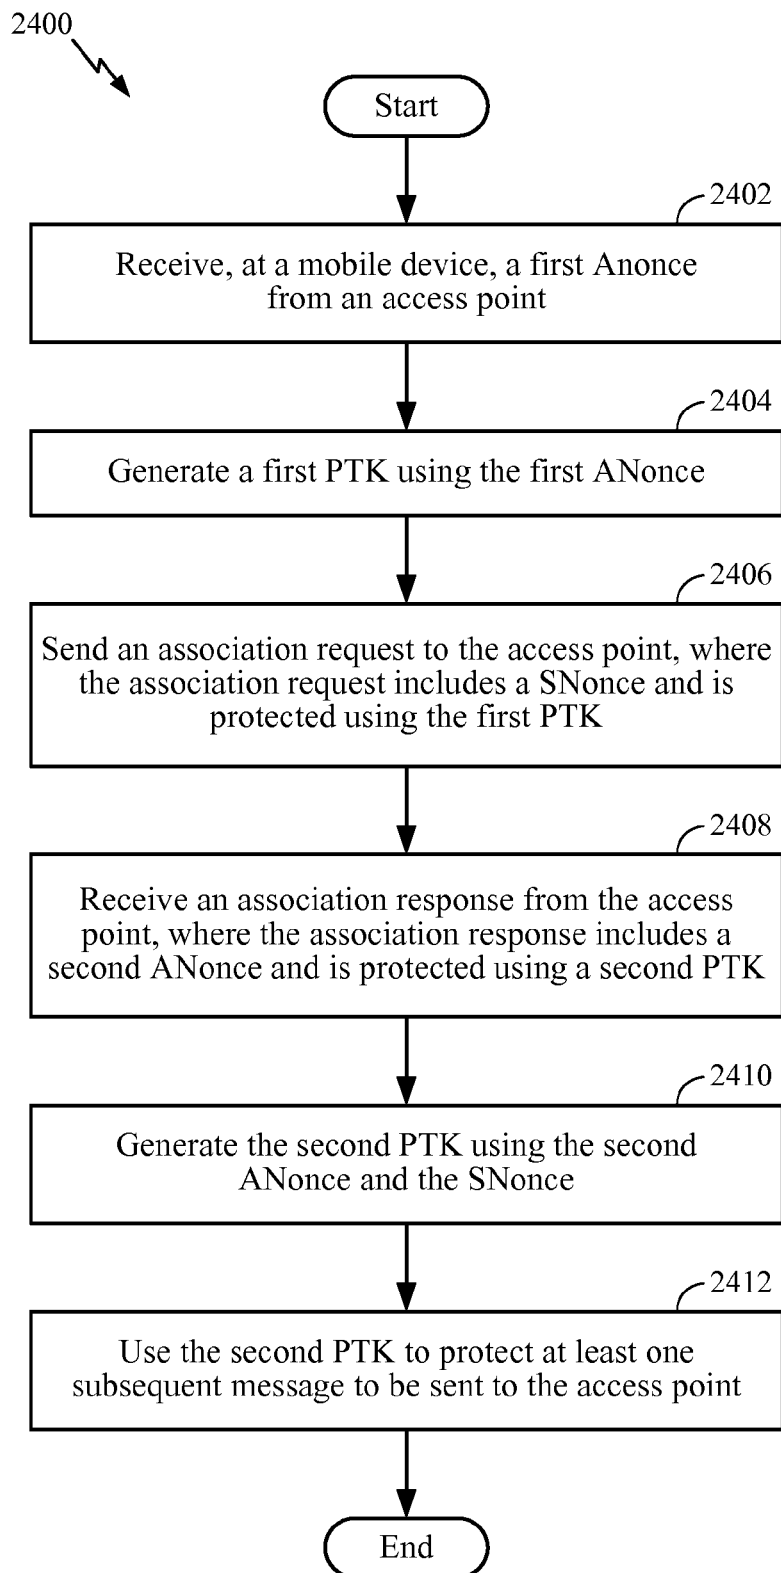 2400
Start
2402
Receive, at a mobile device, a first Anonce
from an access point
2404
Generate a first PTK using the first ANonce
2406
Send an association request to the access point, where
the association request includes a SNonce and is
protected using the first PTK
2408
Receive an association response from the access
point, where the association response includes a
second ANonce and is protected using a second PTK
2410
Generate the second PTK using the second
ANonce and the SNonce
2412
Use the second PTK to protect at least one
subsequent message to be sent to the access point
End